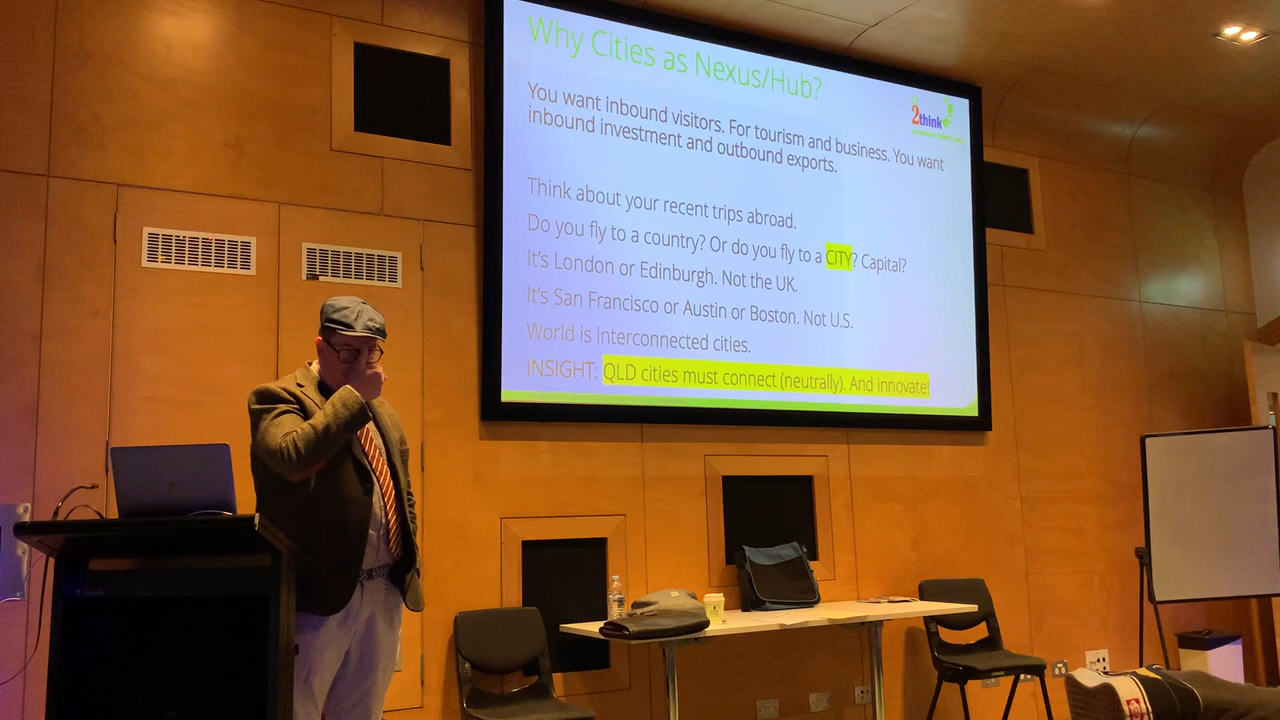 Why Cities as Nexus/Hub?
2think
You want inbound visitors. For tourism and business. You want
inbound investment and outbound exports.
Think about your recent trips abroad.
Do you fly to a country? Or do you fly to a CITY? Capital?
It's London or Edinburgh. Not the UK.
It's San Francisco or Austin or Boston. Not U.S.
World is interconnected cities.
INSIGHT: QLD cities must connect (neutrally). And innovate!